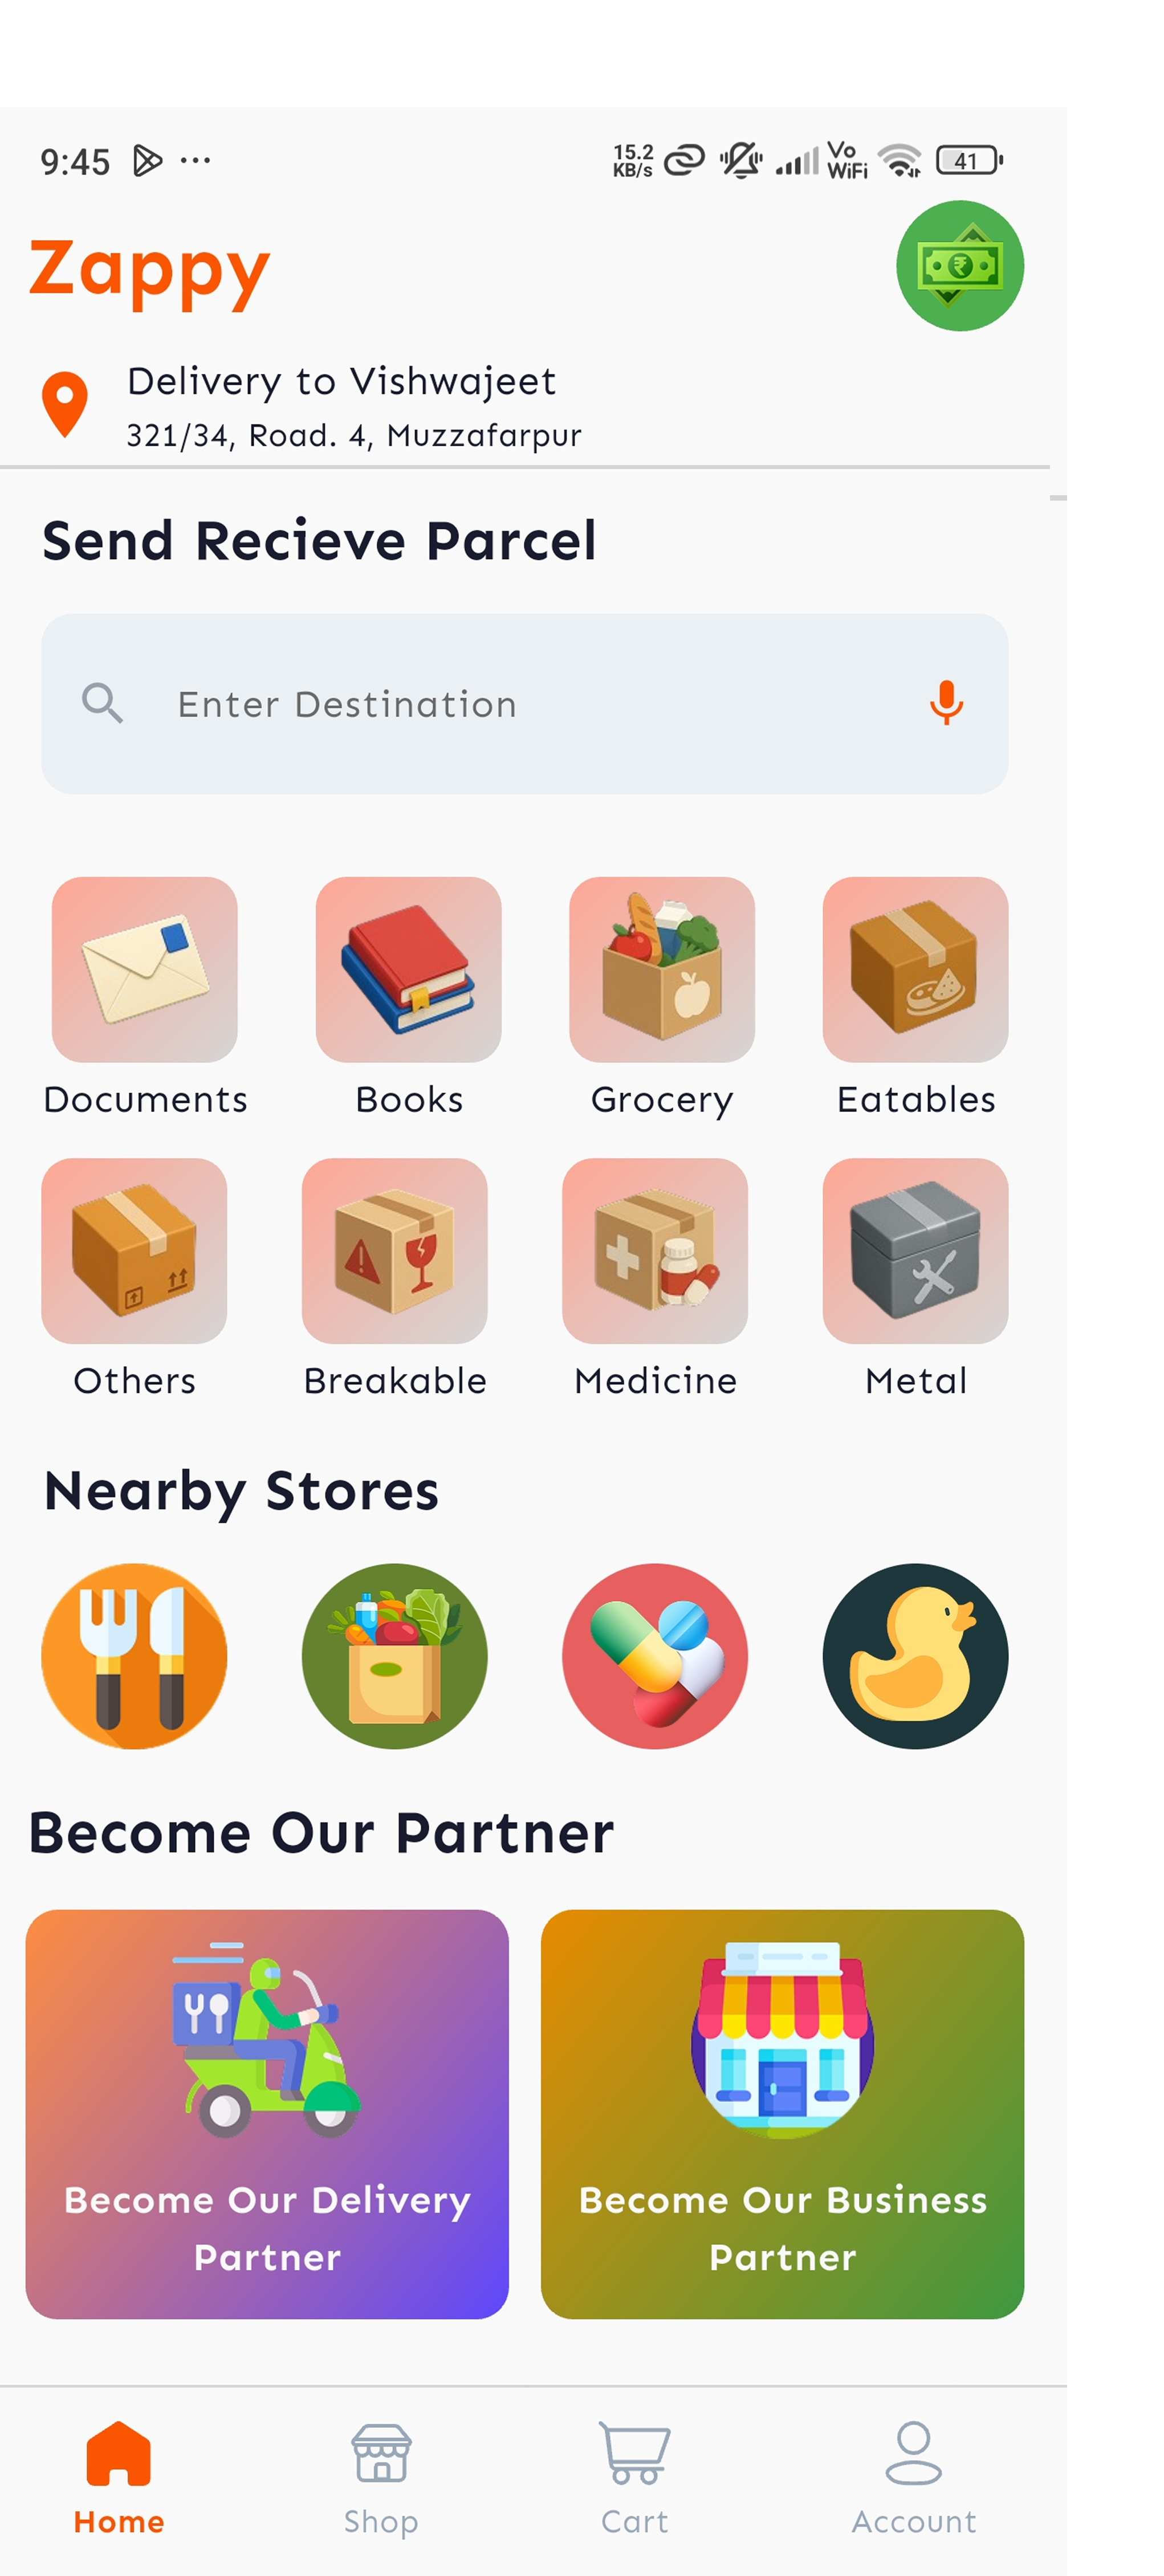 9:45
15.2 KB/s
Vo WiFi
41
Zappy
Delivery to Vishwajeet
321/34, Road. 4, Muzzafarpur
Send Recieve Parcel
Enter Destination
Documents Books Grocery Eatables
Others Breakable Medicine Metal
Nearby Stores
Become Our Partner
Become Our Delivery
Partner
Become Our Business
Partner
Home Shop Cart Account